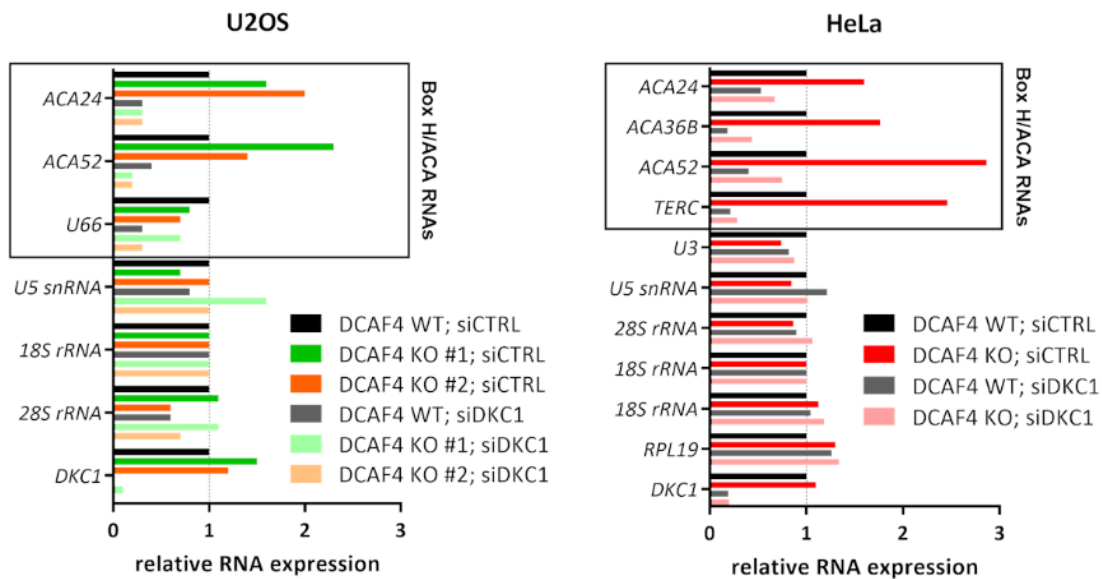 U2OS
ACA24
ACA52
U66
U5 snRNA
18S rRNA
28S rRNA
DKC1
Box H/ACA RNAs
DCAF4 WT; siCTRL
DCAF4 KO #1; siCTRL
DCAF4 KO #2; siCTRL
DCAF4 WT; siDKC1
DCAF4 KO #1; siDKC1
DCAF4 KO #2; siDKC1
0 1 2 3
relative RNA expression
HeLa
ACA24
ACA36B
ACA52
TERC
U3
U5 snRNA
28S rRNA
18S rRNA
18S rRNA
RPL19
DKC1
Box H/ACA RNAs
DCAF4 WT; siCTRL
DCAF4 KO; siCTRL
DCAF4 WT; siDKC1
DCAF4 KO; siDKC1
0 1 2 3
relative RNA expression